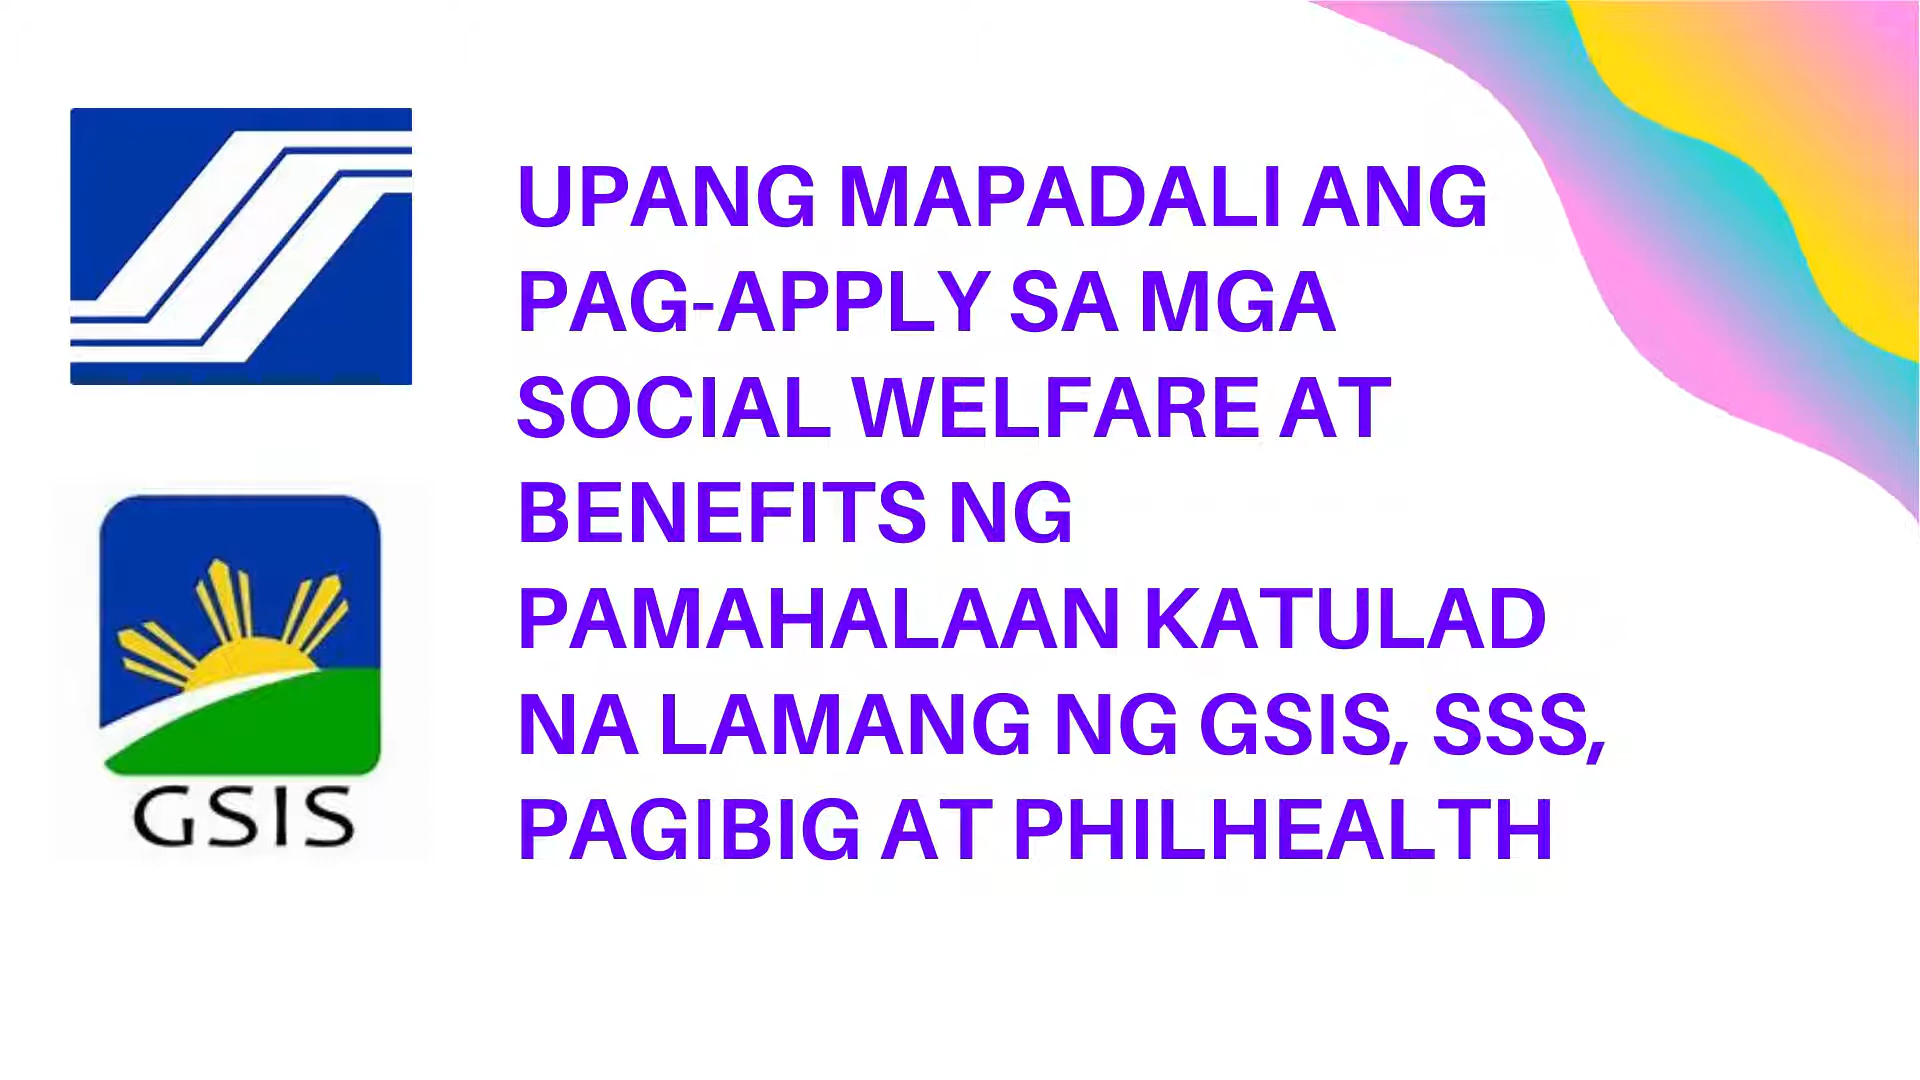 UPANG MAPADALI ANG
PAG-APPLY SA MGA
SOCIAL WELFARE AT
BENEFITS NG
PAMAHALAAN KATULAD
NA LAMANG NG GSIS, SSS,
PAGIBIG AT PHILHEALTH
GSIS